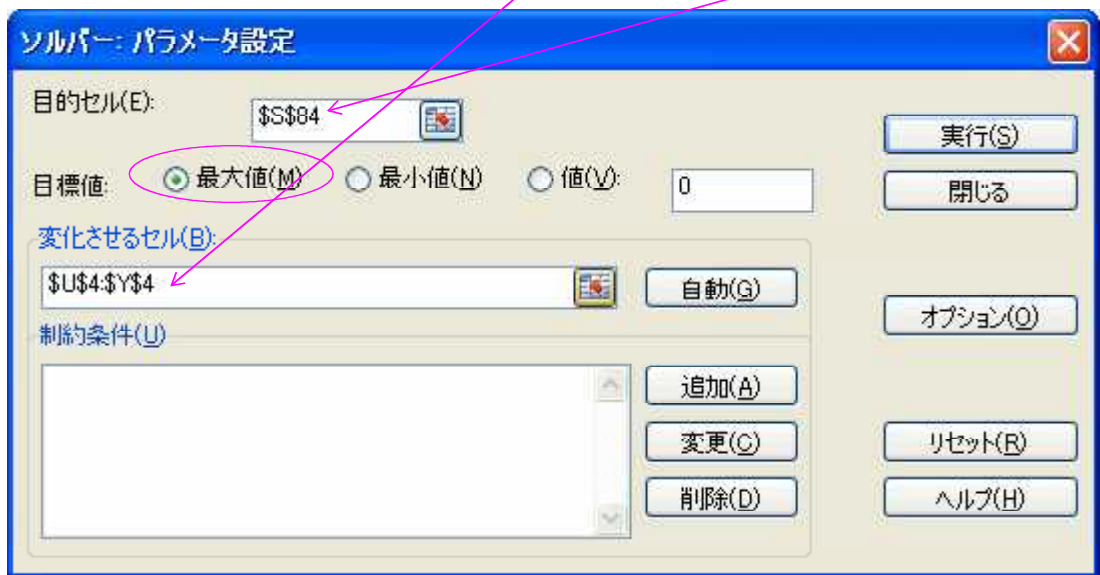 ソルバー: パラメータ設定
目的セル(E):
$S$84
実行(S)
目標値:
最大値(M)
最小値(N)
値(V):
0
閉じる
変化させるセル(B):
$U$4:$Y$4
自動(G)
オプション(O)
制約条件(U)
追加(A)
変更(C)
リセット(R)
削除(D)
ヘルプ(H)